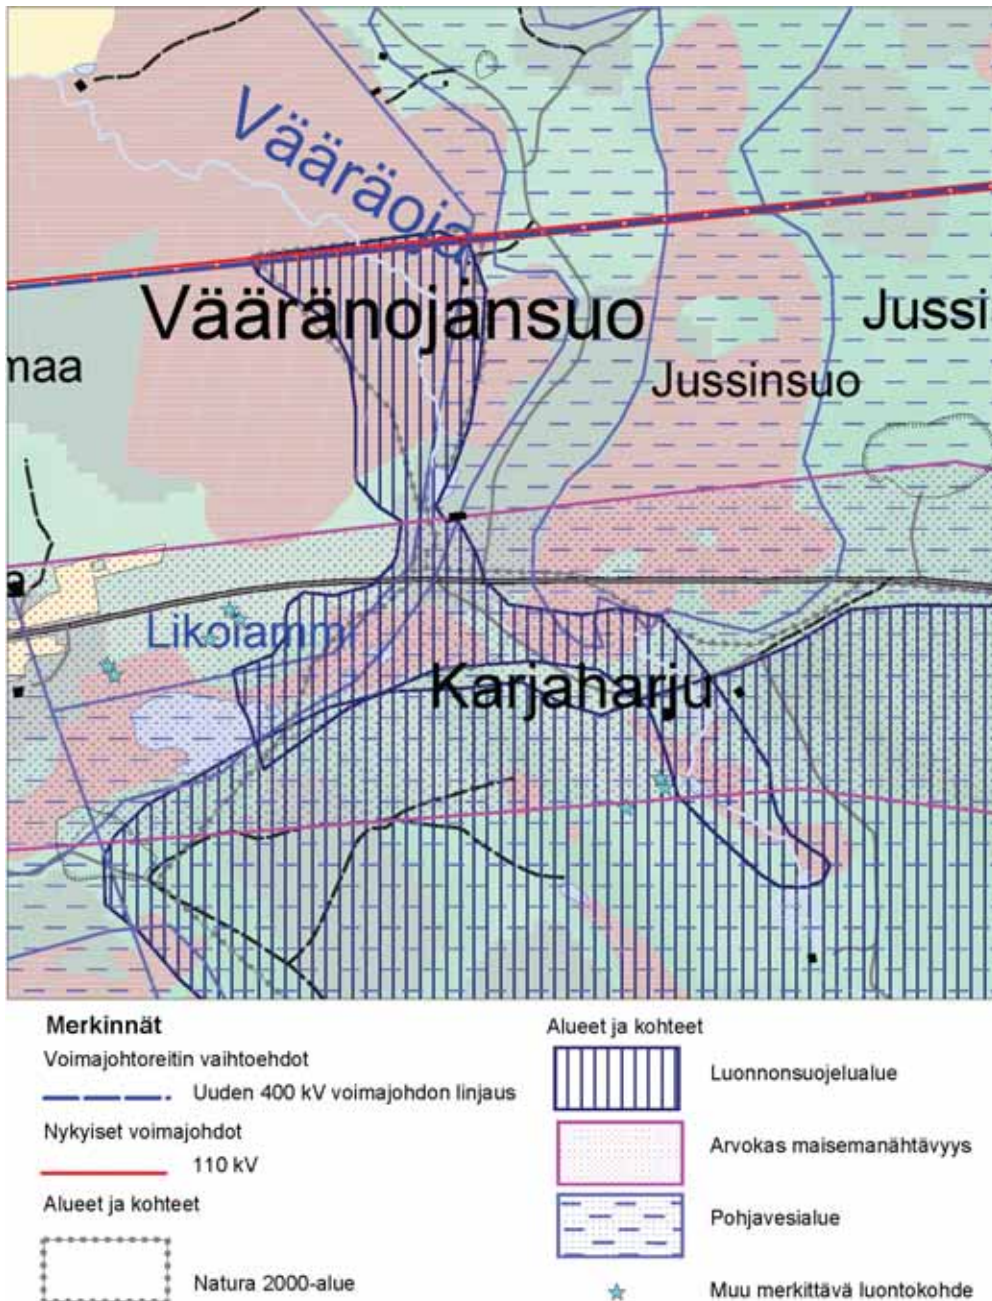 Vääräoja
Vääränojansuo
Jussi
maa
Jussinsuo
Likolammi
Karjaharju
Merkinnät
Voimajohtoreitin vaihtoehdot
Uuden 400 kV voimajohdon linjaus
Nykyiset voimajohdot
110 kV
Alueet ja kohteet
Natura 2000-alue
Alueet ja kohteet
Luonnonsuojelualue
Arvokas maisemanähtävyys
Pohjavesialue
Muu merkittävä luontokohde